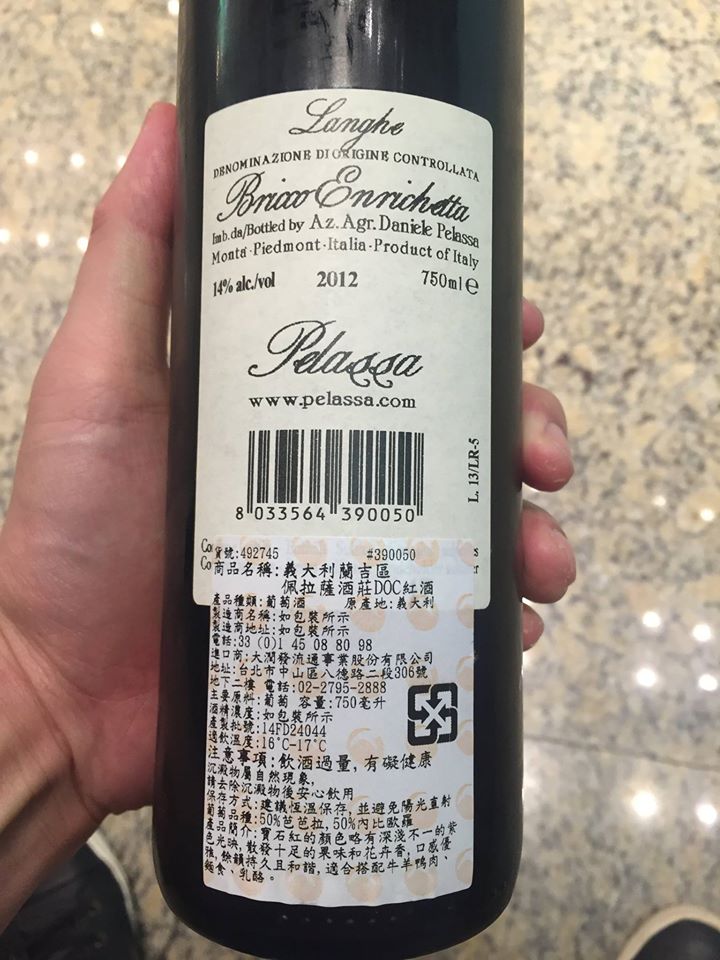 Langhe
DENOMINAZIONE DI ORIGINE CONTROLLATA
Bricco Enrichetta
Imb. da/Bottled by Az. Agr. Daniele Pelassa
Montà · Piedmont · Italia · Product of Italy
14% alc./vol 2012 750ml e
Pelassa
www.pelassa.com
L. 13/LR-5
8 033564 390050
貨號:492745 #390050
商品名稱:義大利蘭吉區
佩拉薩酒莊DOC紅酒
產品種類:葡萄酒 原產地:義大利
製造商名稱:如包裝所示
製造商地址:如包裝所示
電話:33 (0)1 45 08 80 98
進口商:大潤發流通事業股份有限公司
地址:台北市中山區八德路二段306號
地下二樓 電話:02-2795-2888
主要原料:葡萄 容量:750毫升
酒精濃度:如包裝所示
產製批號:14FD24044
適飲溫度:16°C-17°C
注意事項:飲酒過量,有礙健康
沉澱物屬自然現象,
請去除沉澱物後安心飲用
保存方式:建議恆溫保存,並避免陽光直射
葡萄品種:50%芭芭拉,50%內比歐羅
產品簡介:寶石紅的顏色略有深淺不一的紫
色光映,散發十足的果味和花卉香,口感優
雅,餘韻持久且和諧,適合搭配牛羊鴨肉、
麵食、乳酪。